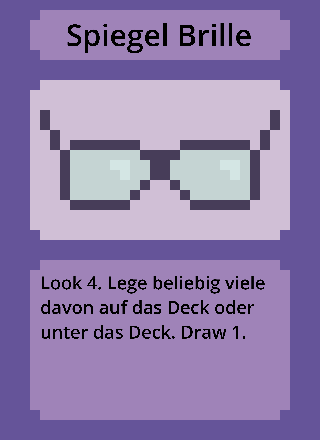 Spiegel Brille
Look 4. Lege beliebig viele
davon auf das Deck oder
unter das Deck. Draw 1.